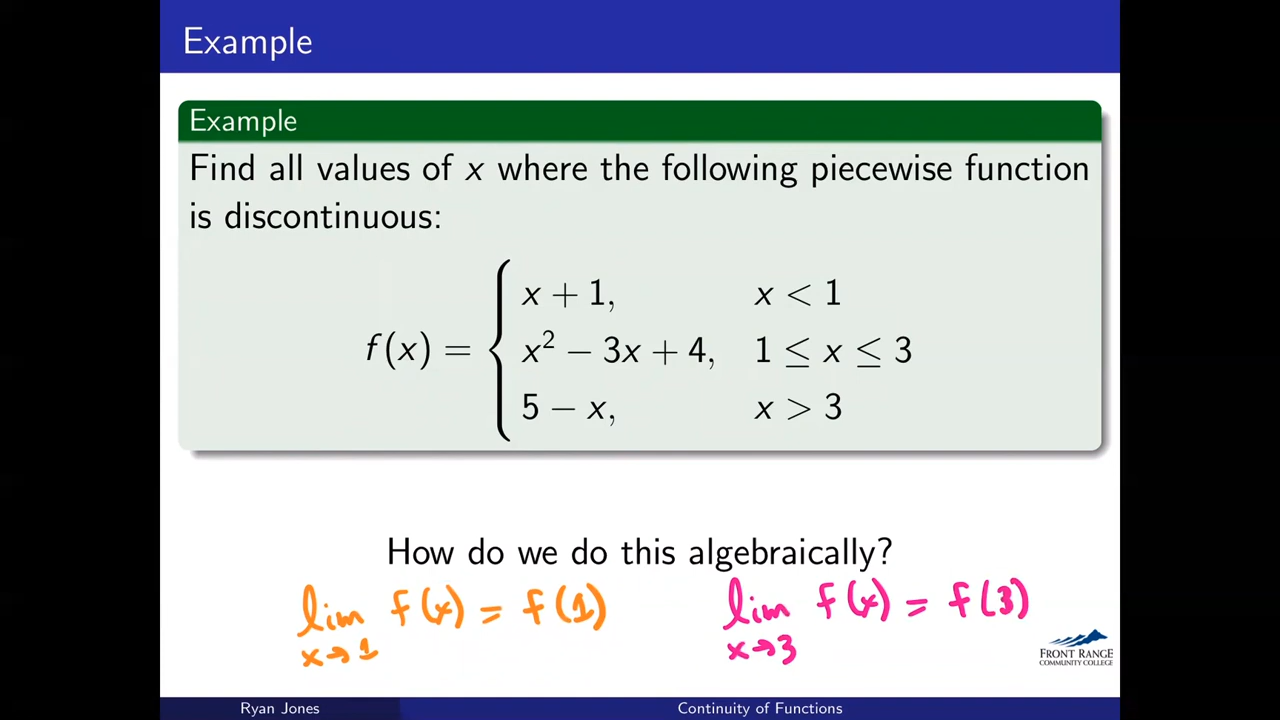 Example
Example
Find all values of x where the following piecewise function
is discontinuous:
x + 1, x < 1
f(x) = { x² − 3x + 4, 1 ≤ x ≤ 3
5 − x, x > 3
How do we do this algebraically?
lim f(x) = f(1) lim f(x) = f(3)
x→1 x→3
FRONT RANGE
COMMUNITY COLLEGE
Ryan Jones Continuity of Functions